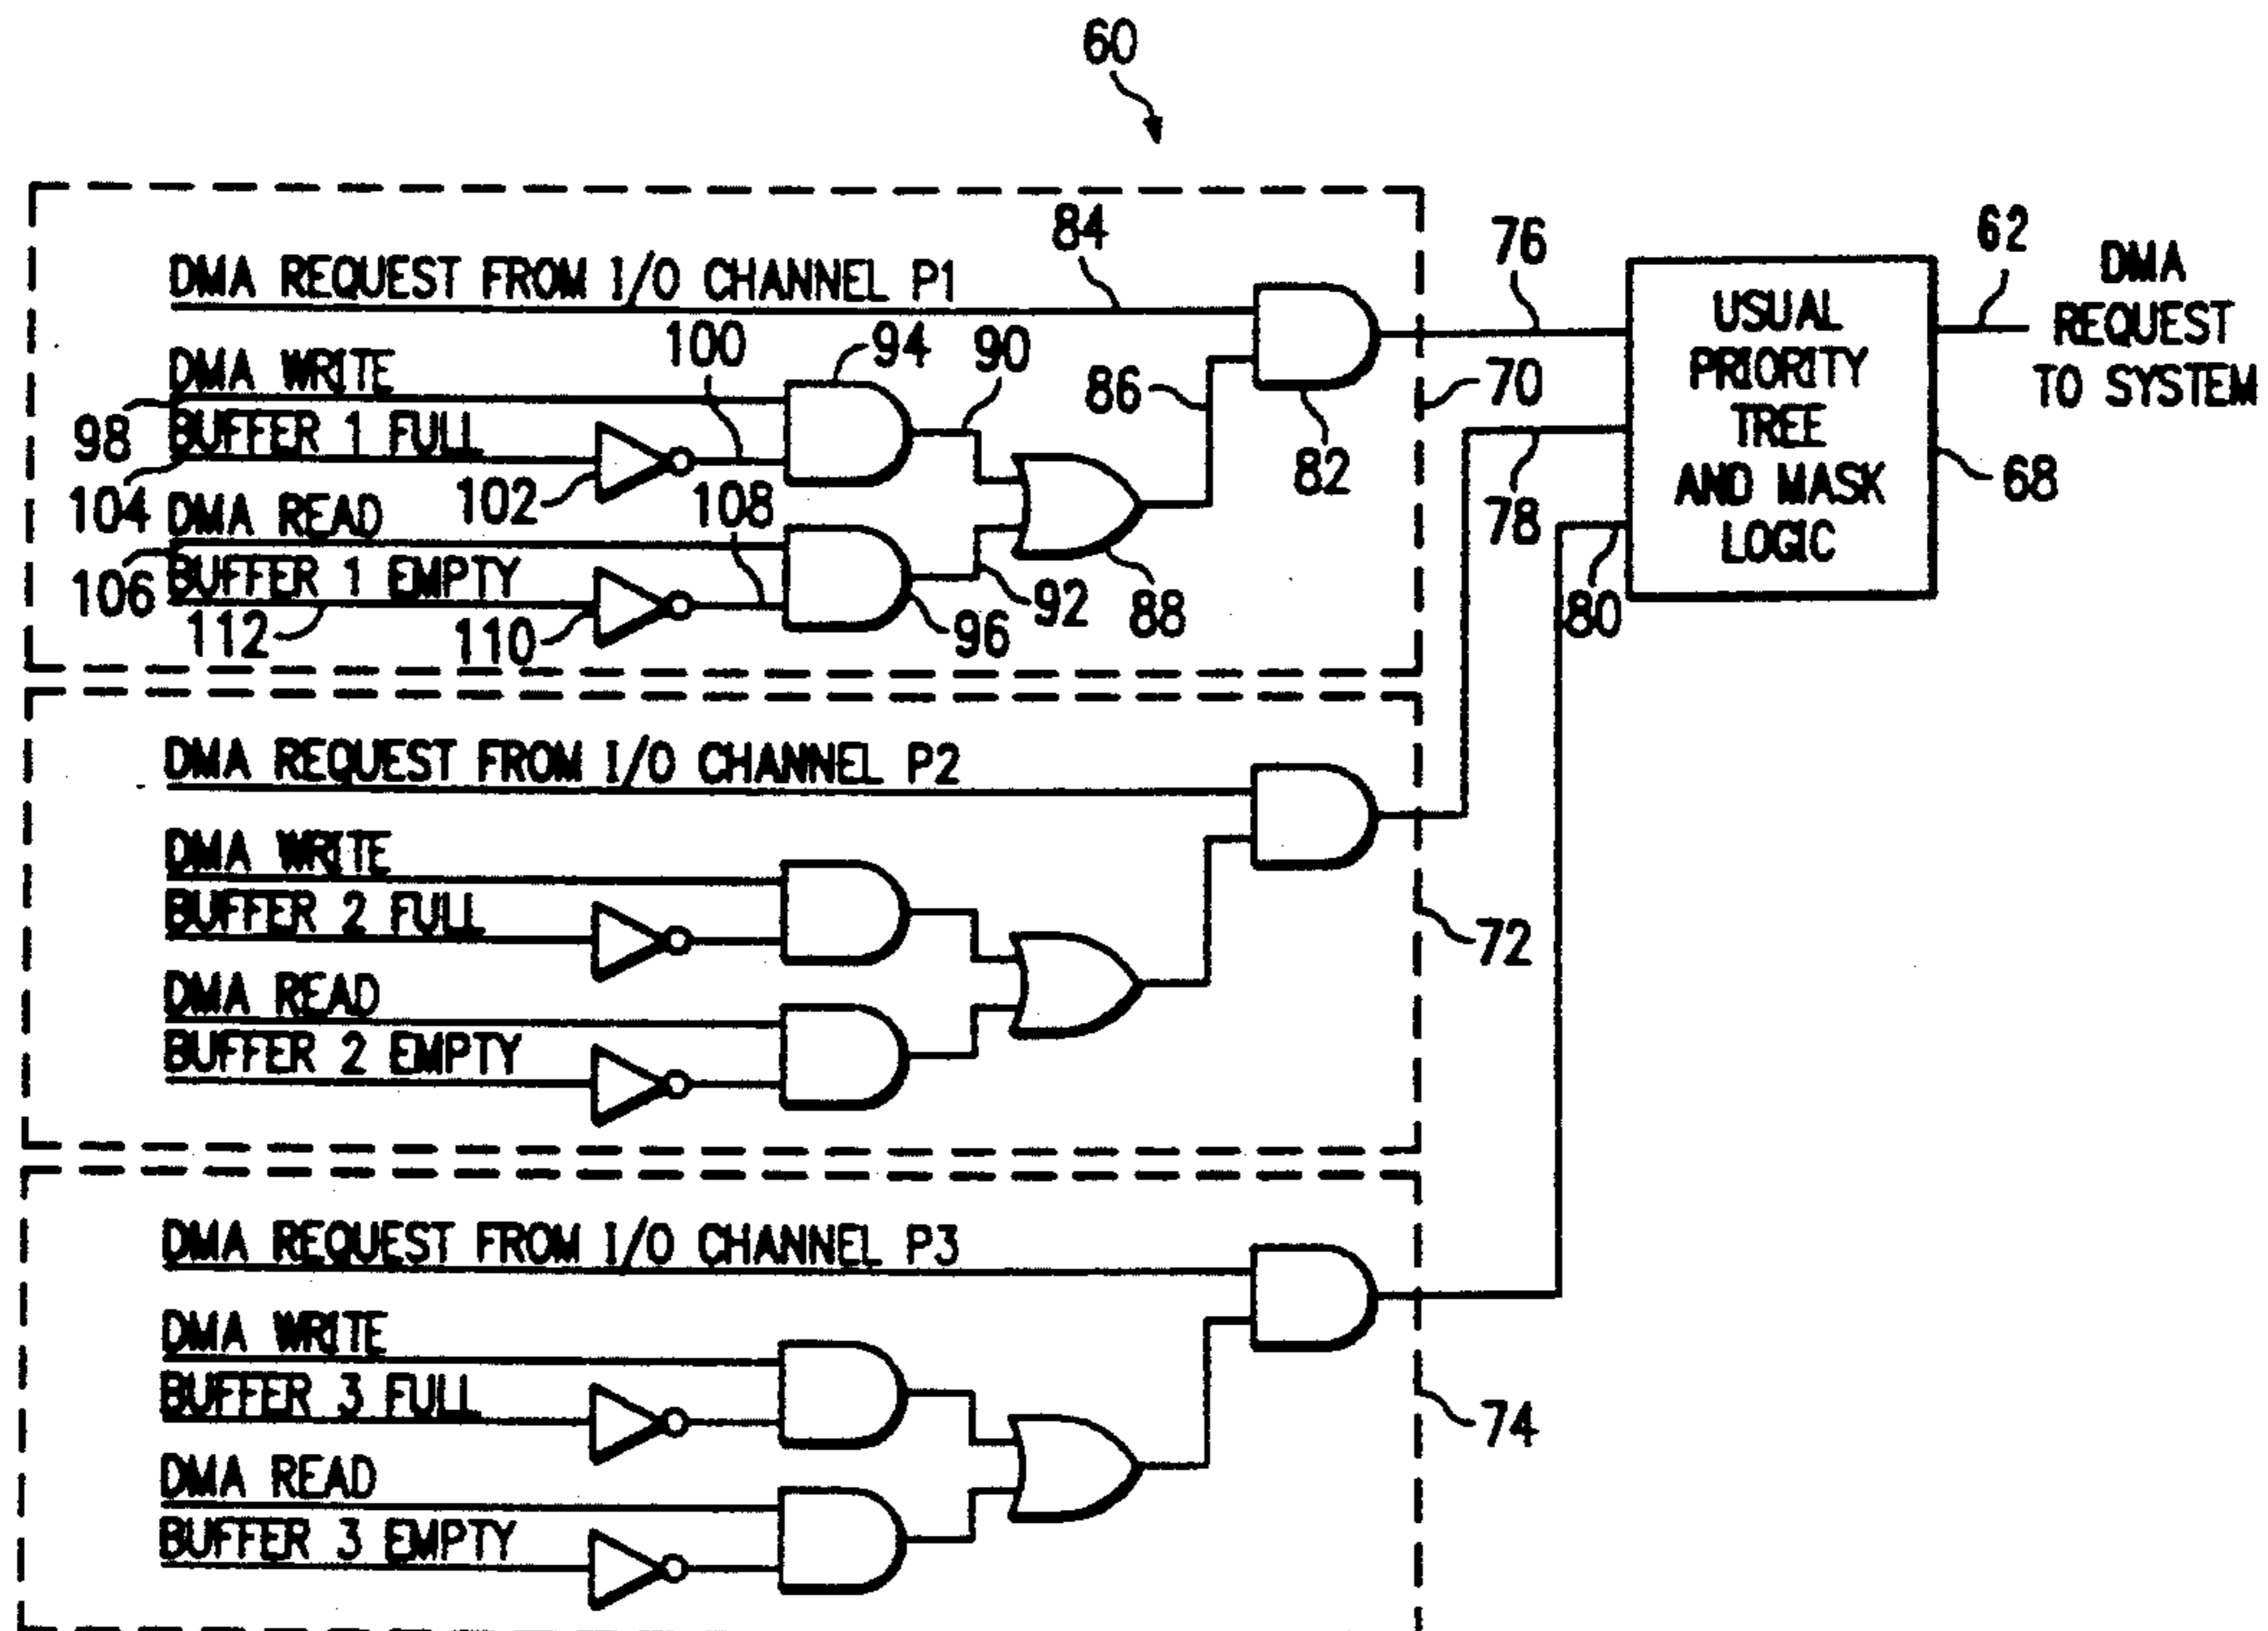 60
84
DMA REQUEST FROM I/O CHANNEL P1
76
62
DMA
REQUEST
TO SYSTEM
USUAL
PRIORITY
TREE
AND MASK
LOGIC
68
100
94
90
DMA WRITE
98
BUFFER 1 FULL
86
70
82
78
104
102
108
DMA READ
106
BUFFER 1 EMPTY
92
88
80
112
110
96
DMA REQUEST FROM I/O CHANNEL P2
DMA WRITE
BUFFER 2 FULL
72
DMA READ
BUFFER 2 EMPTY
DMA REQUEST FROM I/O CHANNEL P3
DMA WRITE
BUFFER 3 FULL
74
DMA READ
BUFFER 3 EMPTY